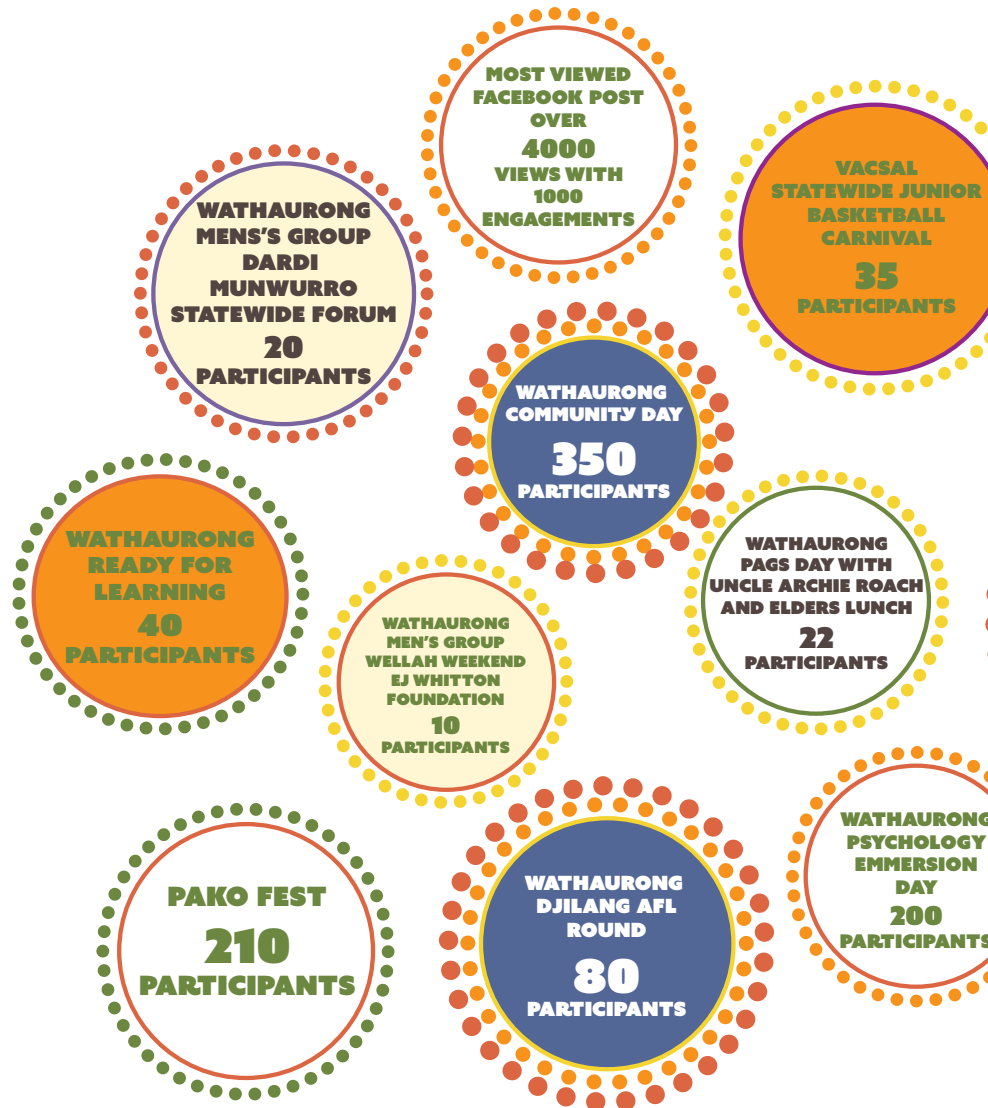 MOST VIEWED
FACEBOOK POST
OVER
4000
VIEWS WITH
1000
ENGAGEMENTS
VACSAL
STATEWIDE JUNIOR
BASKETBALL
CARNIVAL
35
PARTICIPANTS
WATHAURONG
MENS'S GROUP
DARDI
MUNWURRO
STATEWIDE FORUM
20
PARTICIPANTS
WATHAURONG
COMMUNITY DAY
350
PARTICIPANTS
WATHAURONG
READY FOR
LEARNING
40
PARTICIPANTS
WATHAURONG
PAGS DAY WITH
UNCLE ARCHIE ROACH
AND ELDERS LUNCH
22
PARTICIPANTS
WATHAURONG
MEN'S GROUP
WELLAH WEEKEND
EJ WHITTON
FOUNDATION
10
PARTICIPANTS
PAKO FEST
210
PARTICIPANTS
WATHAURONG
DJILANG AFL
ROUND
80
PARTICIPANTS
WATHAURONG
PSYCHOLOGY
EMMERSION
DAY
200
PARTICIPANTS